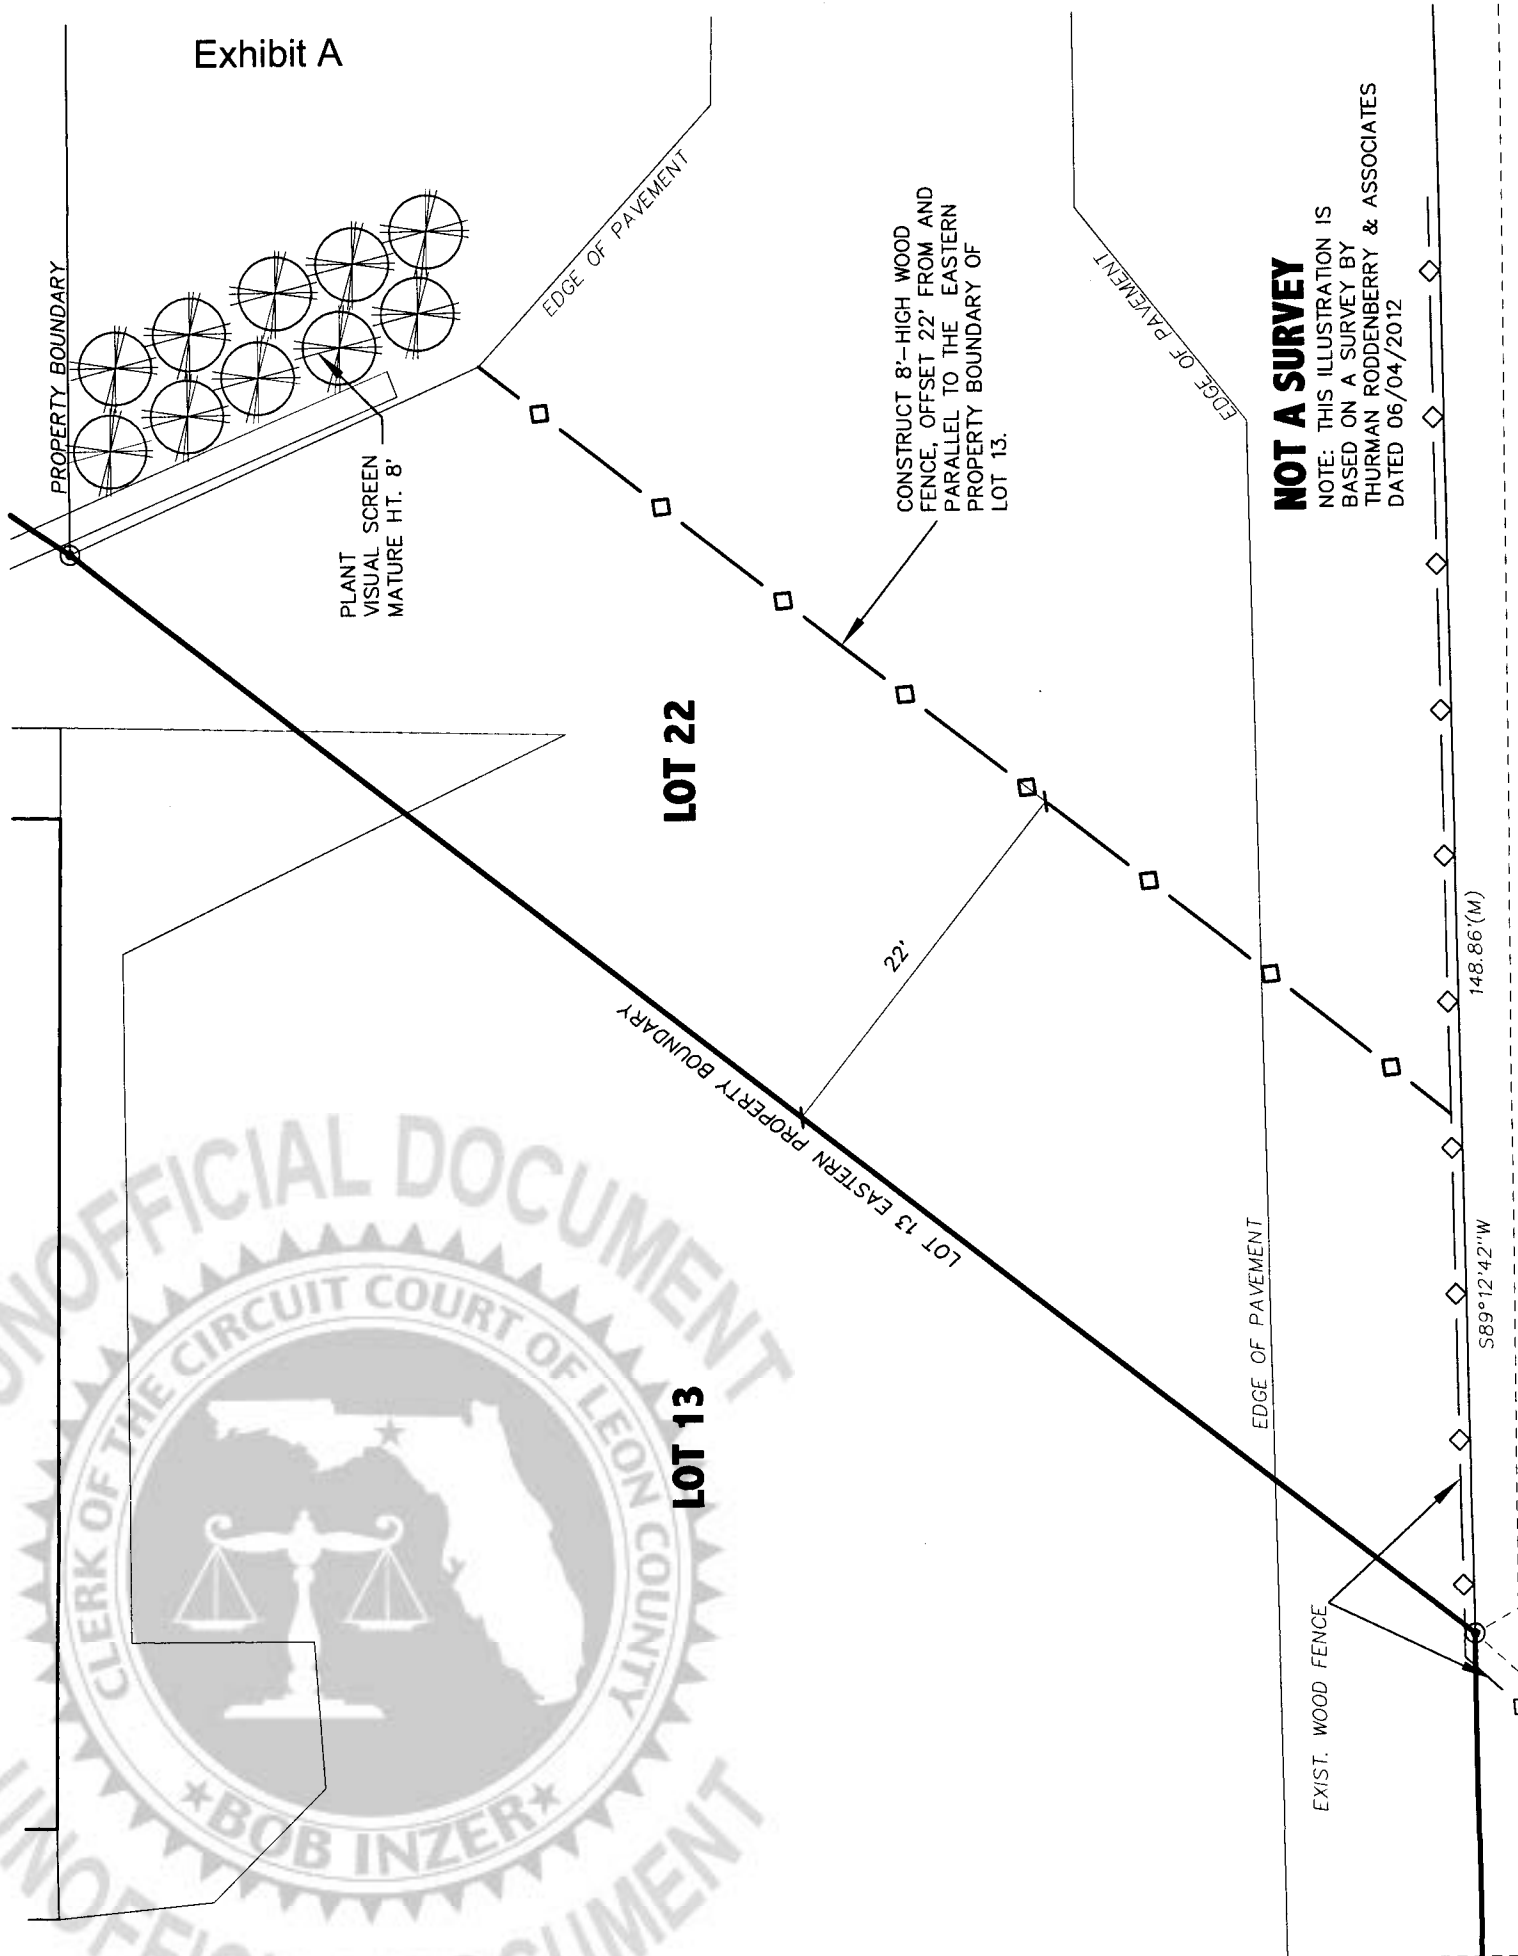 Exhibit A
PROPERTY BOUNDARY
PLANT
VISUAL SCREEN
MATURE HT. 8'
EDGE OF PAVEMENT
CONSTRUCT 8'-HIGH WOOD
FENCE, OFFSET 22' FROM AND
PARALLEL TO THE EASTERN
PROPERTY BOUNDARY OF
LOT 13.
EDGE OF PAVEMENT
NOT A SURVEY
NOTE: THIS ILLUSTRATION IS
BASED ON A SURVEY BY
THURMAN RODDENBERRY & ASSOCIATES
DATED 06/04/2012
LOT 22
22'
LOT 13 EASTERN PROPERTY BOUNDARY
LOT 13
EDGE OF PAVEMENT
148.86'(M)
S89°12'42"W
EXIST. WOOD FENCE
UNOFFICIAL DOCUMENT
CLERK OF THE CIRCUIT COURT OF LEON COUNTY
BOB INZER
UNOFFICIAL DOCUMENT